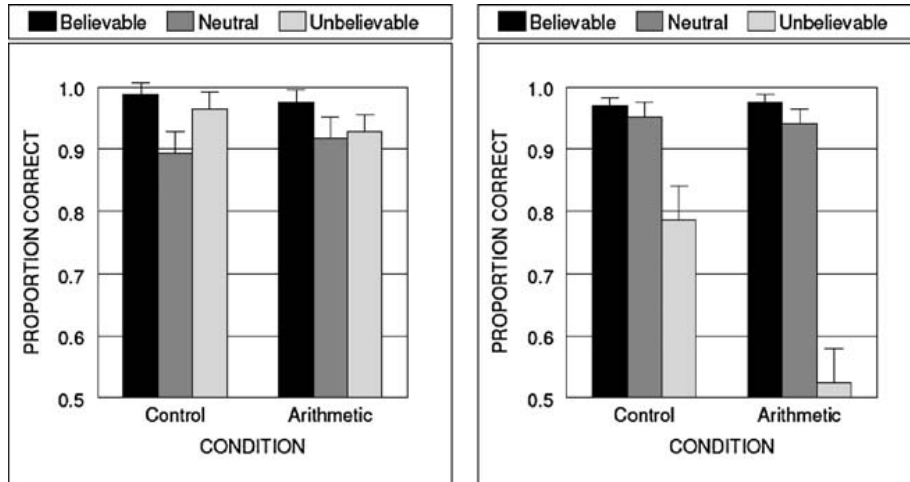 Believable Neutral Unbelievable
PROPORTION CORRECT
1.0
0.9
0.8
0.7
0.6
0.5
Control Arithmetic
CONDITION
Believable Neutral Unbelievable
PROPORTION CORRECT
1.0
0.9
0.8
0.7
0.6
0.5
Control Arithmetic
CONDITION